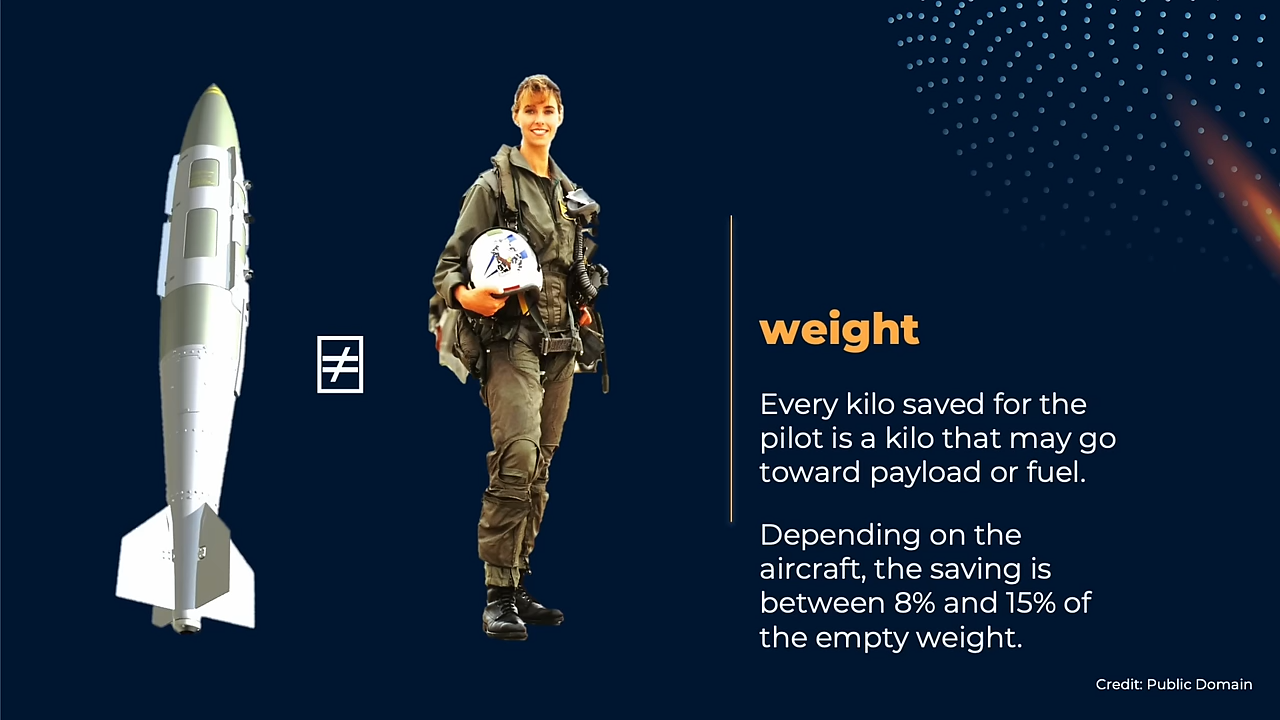 ≠
weight
Every kilo saved for the
pilot is a kilo that may go
toward payload or fuel.
Depending on the
aircraft, the saving is
between 8% and 15% of
the empty weight.
Credit: Public Domain